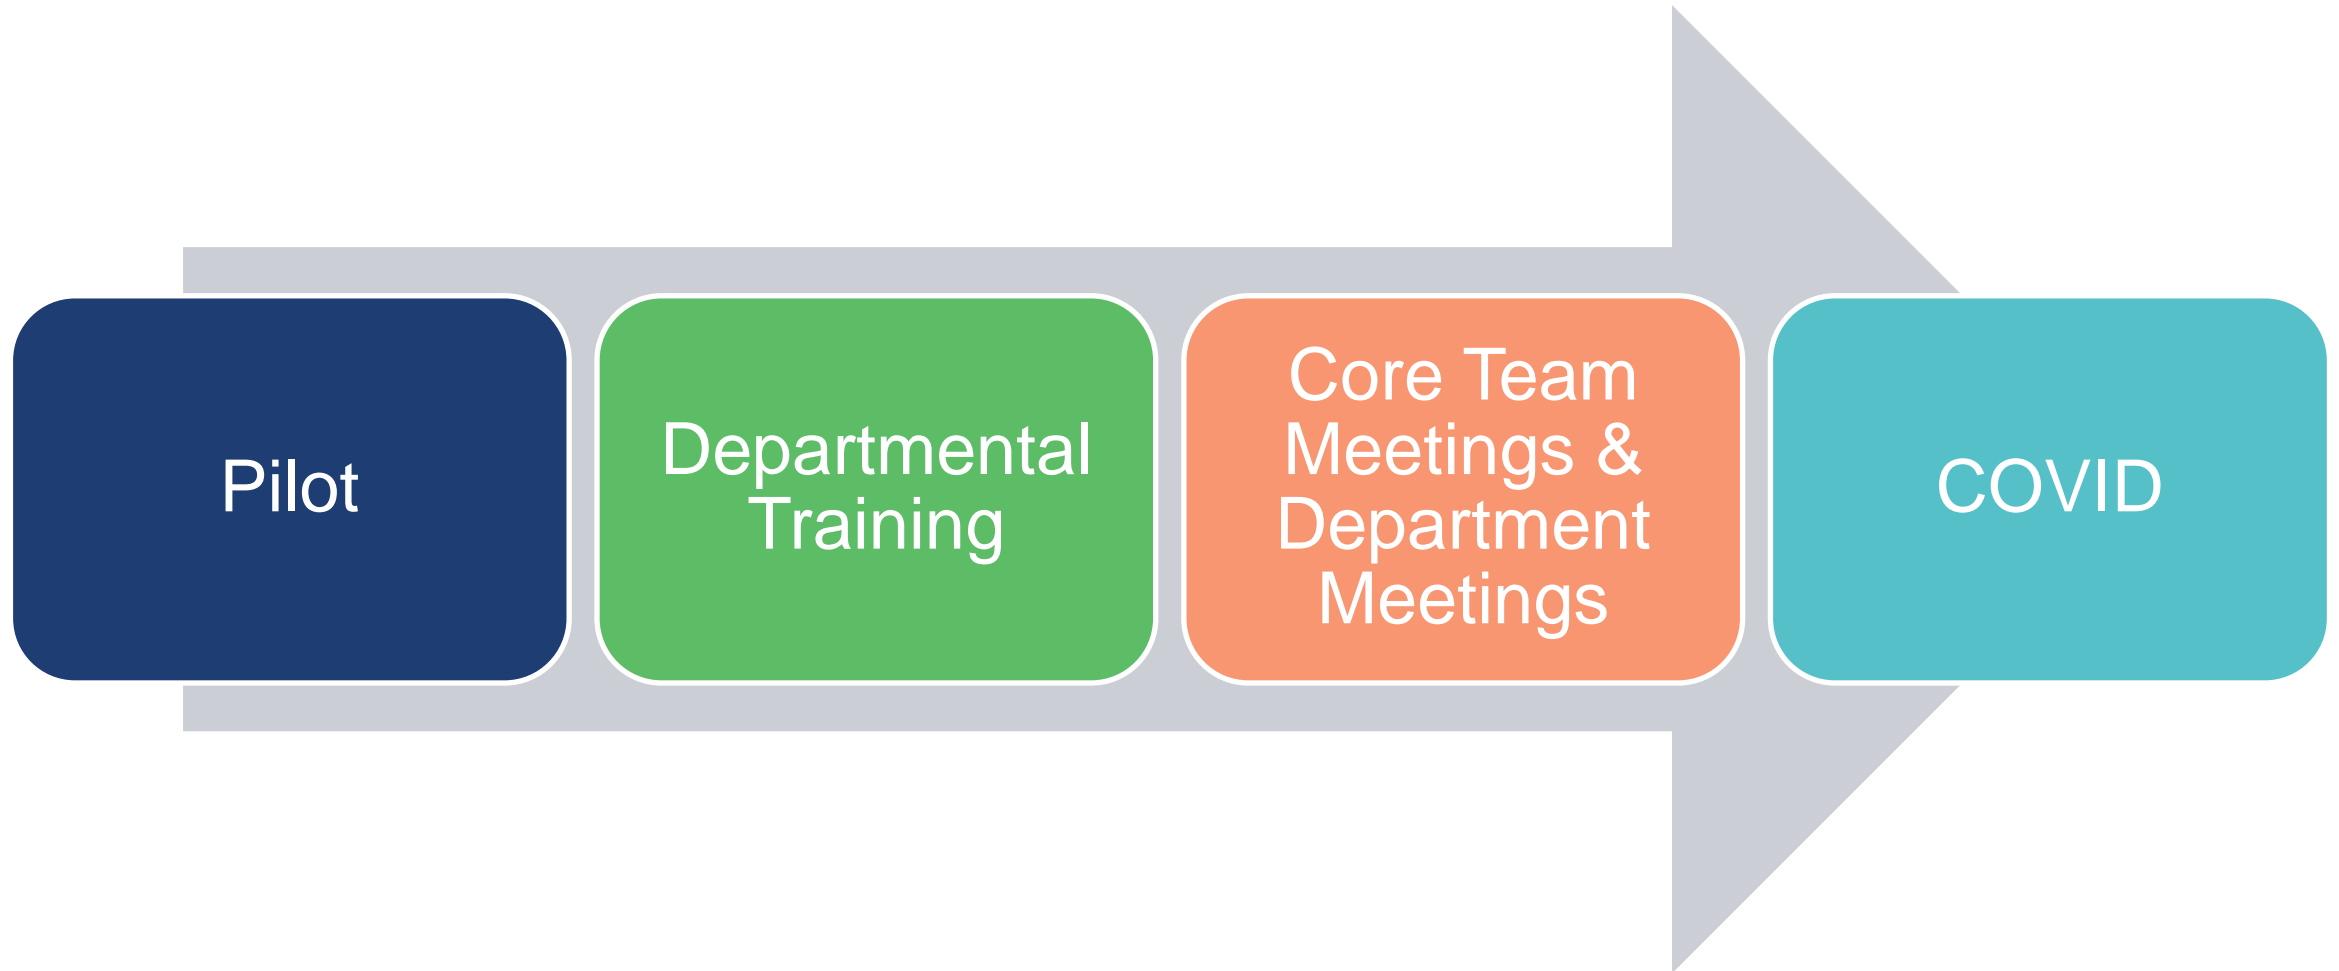 Pilot
Departmental
Training
Core Team
Meetings &
Department
Meetings
COVID